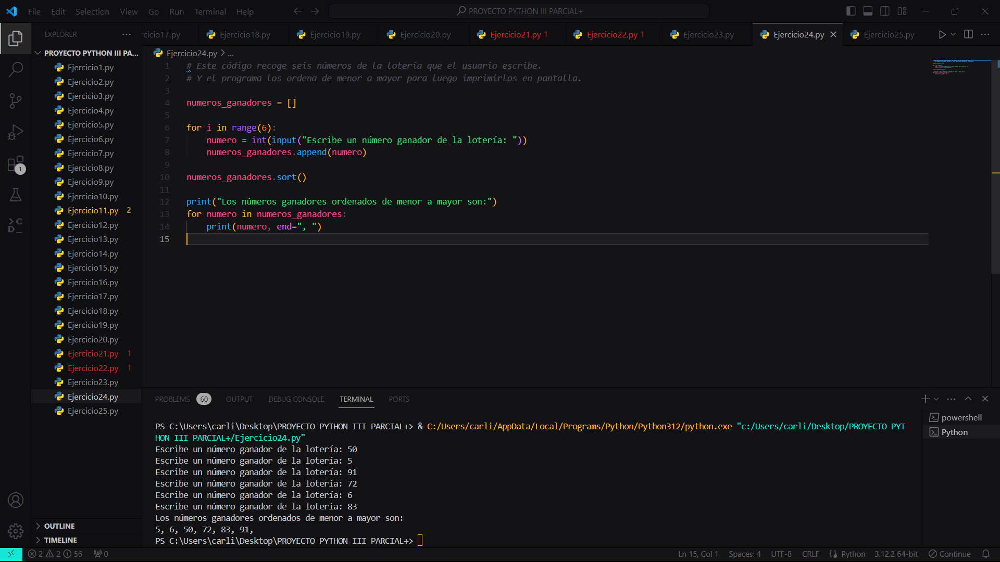 File Edit Selection View Go Run Terminal Help
PROYECTO PYTHON III PARCIAL+
EXPLORER
rcicio17.py Ejercicio18.py Ejercicio19.py Ejercicio20.py Ejercicio21.py 1 Ejercicio22.py 1 Ejercicio23.py Ejercicio24.py Ejercicio25.py
PROYECTO PYTHON III PA...
Ejercicio1.py
Ejercicio2.py
Ejercicio3.py
Ejercicio4.py
Ejercicio5.py
Ejercicio6.py
Ejercicio7.py
Ejercicio8.py
Ejercicio9.py
Ejercicio10.py
Ejercicio11.py 2
Ejercicio12.py
Ejercicio13.py
Ejercicio14.py
Ejercicio15.py
Ejercicio16.py
Ejercicio17.py
Ejercicio18.py
Ejercicio19.py
Ejercicio20.py
Ejercicio21.py 1
Ejercicio22.py 1
Ejercicio23.py
Ejercicio24.py
Ejercicio25.py
OUTLINE
TIMELINE
1
Ejercicio24.py > ...
1 # Este código recoge seis números de la lotería que el usuario escribe.
2 # Y el programa los ordena de menor a mayor para luego imprimirlos en pantalla.
3
4 numeros_ganadores = []
5
6 for i in range(6):
7 numero = int(input("Escribe un número ganador de la lotería: "))
8 numeros_ganadores.append(numero)
9
10 numeros_ganadores.sort()
11
12 print("Los números ganadores ordenados de menor a mayor son:")
13 for numero in numeros_ganadores:
14 print(numero, end=", ")
15
PROBLEMS 60 OUTPUT DEBUG CONSOLE TERMINAL PORTS
PS C:\Users\carli\Desktop\PROYECTO PYTHON III PARCIAL+> & C:/Users/carli/AppData/Local/Programs/Python/Python312/python.exe "c:/Users/carli/Desktop/PROYECTO PYT
HON III PARCIAL+/Ejercicio24.py"
Escribe un número ganador de la lotería: 50
Escribe un número ganador de la lotería: 5
Escribe un número ganador de la lotería: 91
Escribe un número ganador de la lotería: 72
Escribe un número ganador de la lotería: 6
Escribe un número ganador de la lotería: 83
Los números ganadores ordenados de menor a mayor son:
5, 6, 50, 72, 83, 91,
PS C:\Users\carli\Desktop\PROYECTO PYTHON III PARCIAL+>
powershell
Python
2 2 56 0
Ln 15, Col 1 Spaces: 4 UTF-8 CRLF Python 3.12.2 64-bit Continue